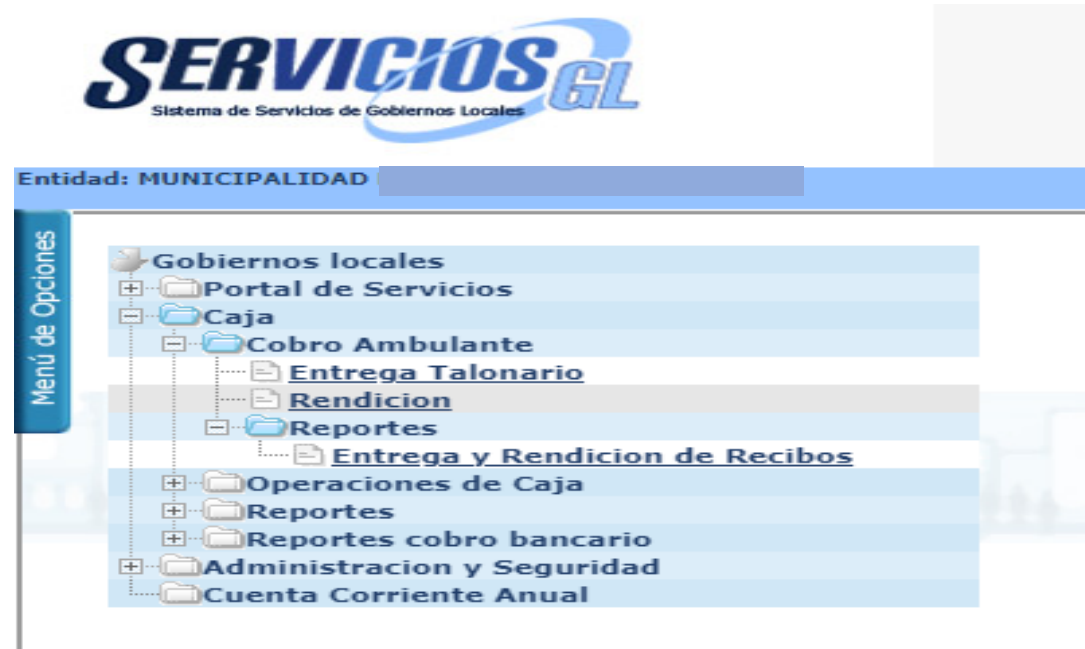 SERVICIOS GL
Sistema de Servicios de Gobiernos Locales
Entidad: MUNICIPALIDAD
Menú de Opciones
Gobiernos locales
Portal de Servicios
Caja
Cobro Ambulante
Entrega Talonario
Rendicion
Reportes
Entrega y Rendicion de Recibos
Operaciones de Caja
Reportes
Reportes cobro bancario
Administracion y Seguridad
Cuenta Corriente Anual